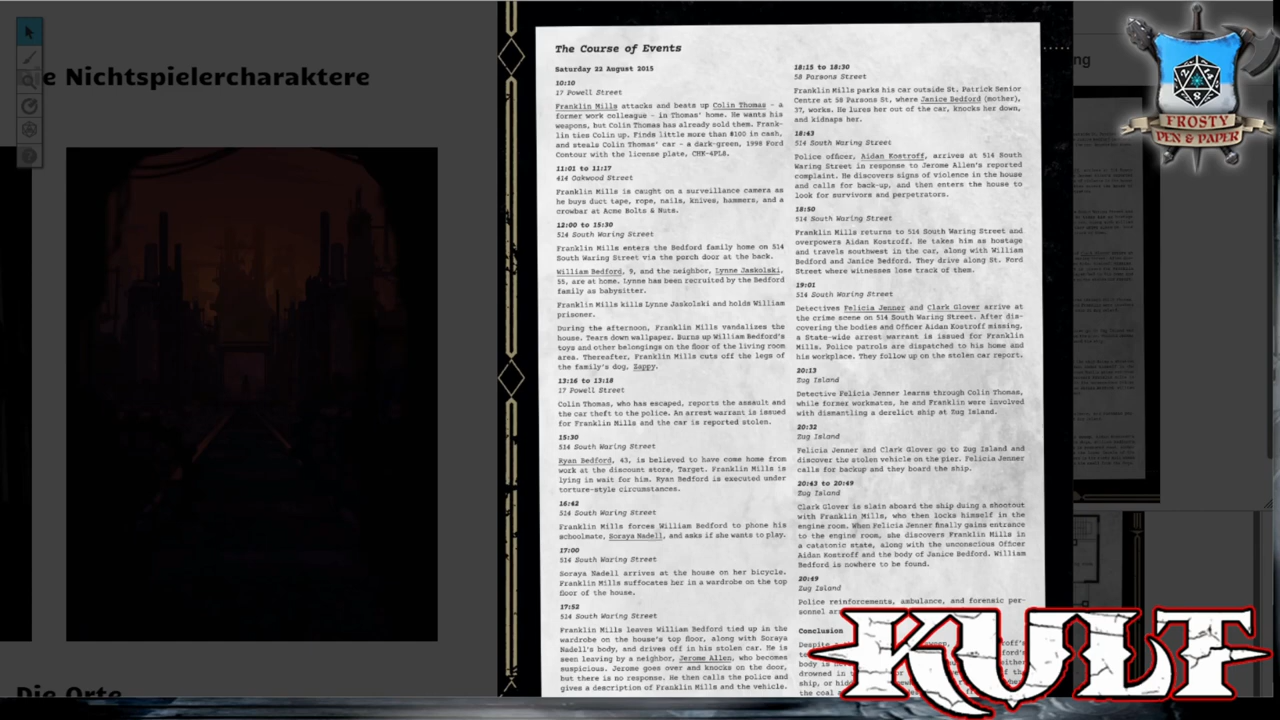 e Nichtspielercharaktere
Die Orte
The Course of Events
Saturday 22 August 2015
10:10
17 Powell Street
Franklin Mills attacks and beats up Colin Thomas – a
former work colleague – in Thomas' home. He wants his
weapons, but Colin Thomas has already sold them. Frank-
lin ties Colin up. Finds little more than $100 in cash,
and steals Colin Thomas' car – a dark-green, 1998 Ford
Contour with the license plate, CHK-4PL8.
11:01 to 11:17
414 Oakwood Street
Franklin Mills is caught on a surveillance camera as
he buys duct tape, rope, nails, knives, hammers, and a
crowbar at Acme Bolts & Nuts.
12:00 to 15:30
514 South Waring Street
Franklin Mills enters the Bedford family home on 514
South Waring Street via the porch door at the back.
William Bedford, 9, and the neighbor, Lynne Jaskolski,
55, are at home. Lynne has been recruited by the Bedford
family as babysitter.
Franklin Mills kills Lynne Jaskolski and holds William
prisoner.
During the afternoon, Franklin Mills vandalizes the
house. Tears down wallpaper. Burns up William Bedford's
toys and other belongings on the floor of the living room
area. Thereafter, Franklin Mills cuts off the legs of
the family's dog, Zappy.
13:16 to 13:18
17 Powell Street
Colin Thomas, who has escaped, reports the assault and
the car theft to the police. An arrest warrant is issued
for Franklin Mills and the car is reported stolen.
15:30
514 South Waring Street
Ryan Bedford, 43, is believed to have come home from
work at the discount store, Target. Franklin Mills is
lying in wait for him. Ryan Bedford is executed under
torture-style circumstances.
16:42
514 South Waring Street
Franklin Mills forces William Bedford to phone his
schoolmate, Soraya Nadell, and asks if she wants to play.
17:00
514 South Waring Street
Soraya Nadell arrives at the house on her bicycle.
Franklin Mills suffocates her in a wardrobe on the top
floor of the house.
17:52
514 South Waring Street
Franklin Mills leaves William Bedford tied up in the
wardrobe on the house's top floor, along with Soraya
Nadell's body, and drives off in his stolen car. He is
seen leaving by a neighbor, Jerome Allen, who becomes
suspicious. Jarome goes over and knocks on the door,
but there is no response. He then calls the police and
gives a description of Franklin Mills and the vehicle.
18:15 to 18:30
58 Parsons Street
Franklin Mills parks his car outside St. Patrick Senior
Centre at 58 Parsons St, where Janice Bedford (mother),
37, works. He lures her out of the car, knocks her down,
and kidnaps her.
18:43
514 South Waring Street
Police officer, Aidan Kostroff, arrives at 514 South
Waring Street in response to Jerome Allen's reported
complaint. He discovers signs of violence in the house
and calls for back-up, and then enters the house to
look for survivors and perpetrators.
18:50
514 South Waring Street
Franklin Mills returns to 514 South Waring Street and
overpowers Aidan Kostroff. He takes him as hostage
and travels southwest in the car, along with William
Bedford and Janice Bedford. They drive along St. Ford
Street where witnesses lose track of them.
19:01
514 South Waring Street
Detectives Felicia Jenner and Clark Glover arrive at
the crime scene on 514 South Waring Street. After dis-
covering the bodies and Officer Aidan Kostroff missing,
a State-wide arrest warrant is issued for Franklin
Mills. Police patrols are dispatched to his home and
his workplace. They follow up on the stolen car report.
20:13
Zug Island
Detective Felicia Jenner learns through Colin Thomas,
while former workmates, he and Franklin were involved
with dismantling a derelict ship at Zug Island.
20:32
Zug Island
Felicia Jenner and Clark Glover go to Zug Island and
discover the stolen vehicle on the pier. Felicia Jenner
calls for backup and they board the ship.
20:43 to 20:49
Zug Island
Clark Glover is slain aboard the ship duing a shootout
with Franklin Mills, who then locks himself in the
engine room. When Felicia Jenner finally gains entrance
to the engine room, she discovers Franklin Mills in
a catatonic state, along with the unconscious Officer
Aidan Kostroff and the body of Janice Bedford. William
Bedford is nowhere to be found.
20:49
Zug Island
Police reinforcements, ambulance, and forensic per-
sonnel ar
Conclusion
Despite
body is
drowned in
ship, or hid
the coal
ng
FROSTY
PEN & PAPER
KULT